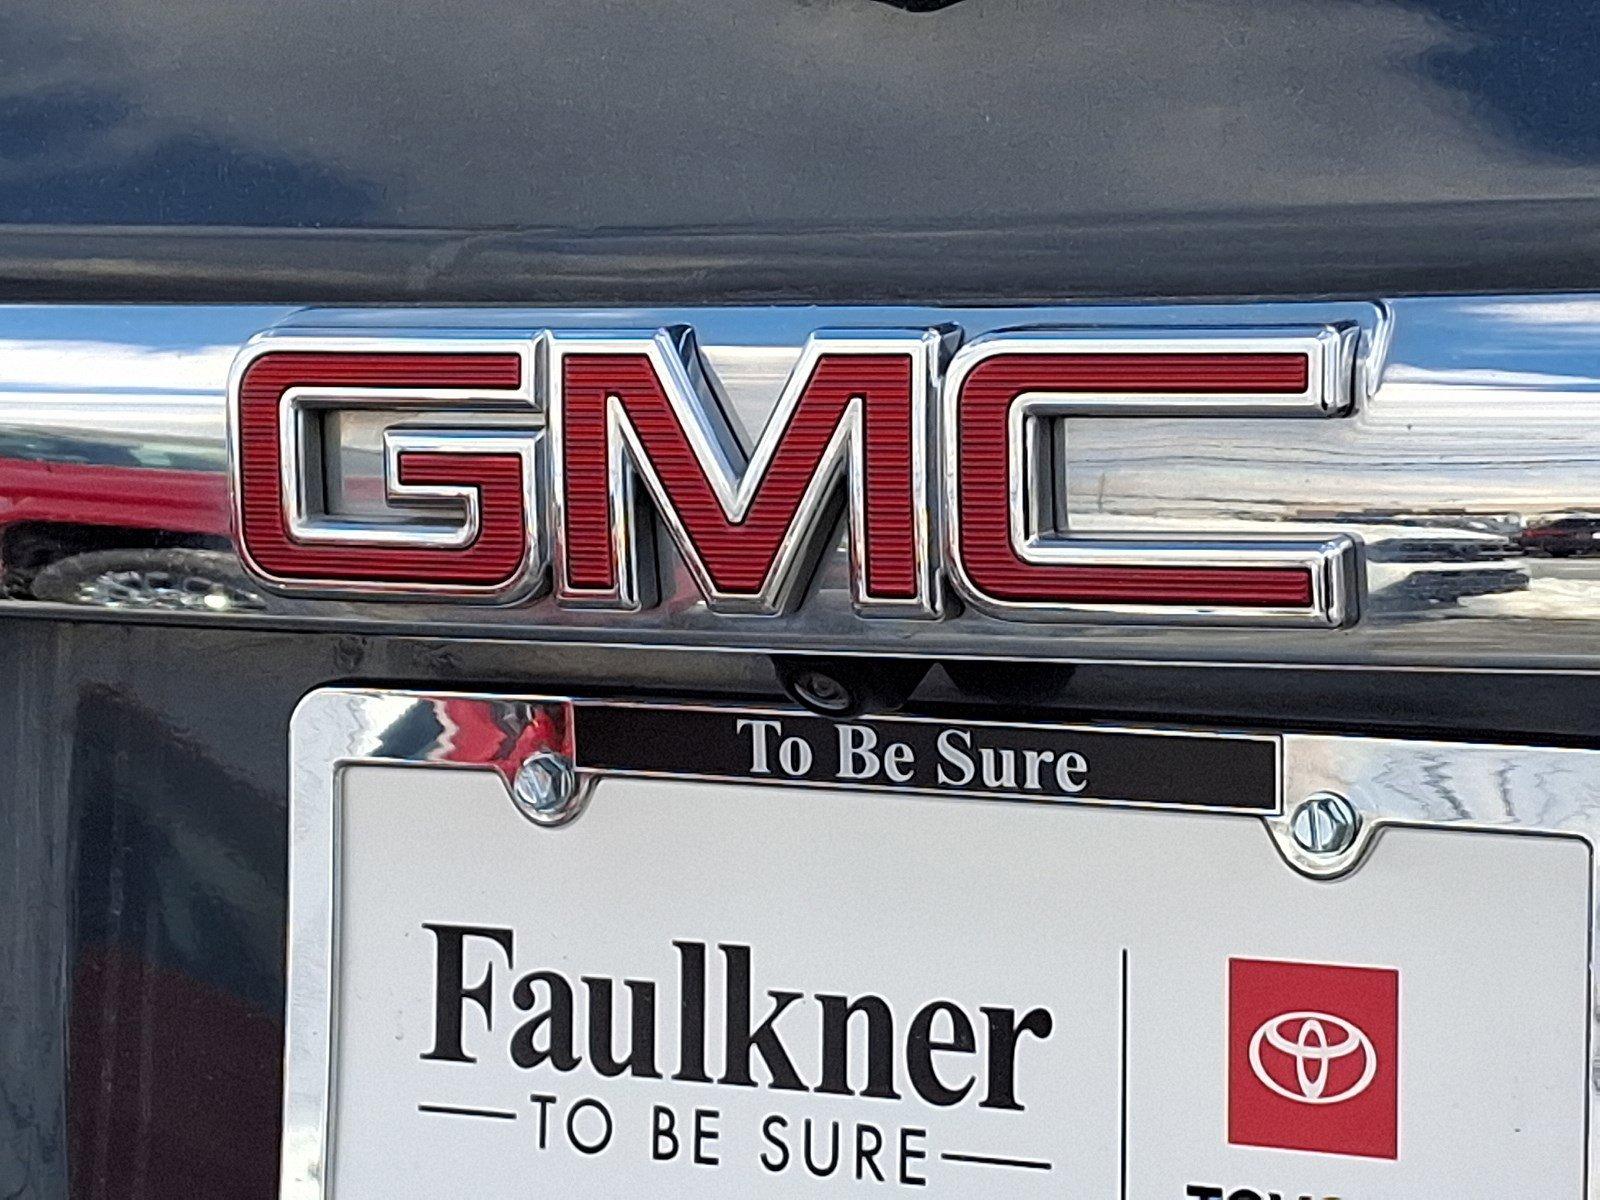 GMC
To Be Sure
Faulkner
TO BE SURE